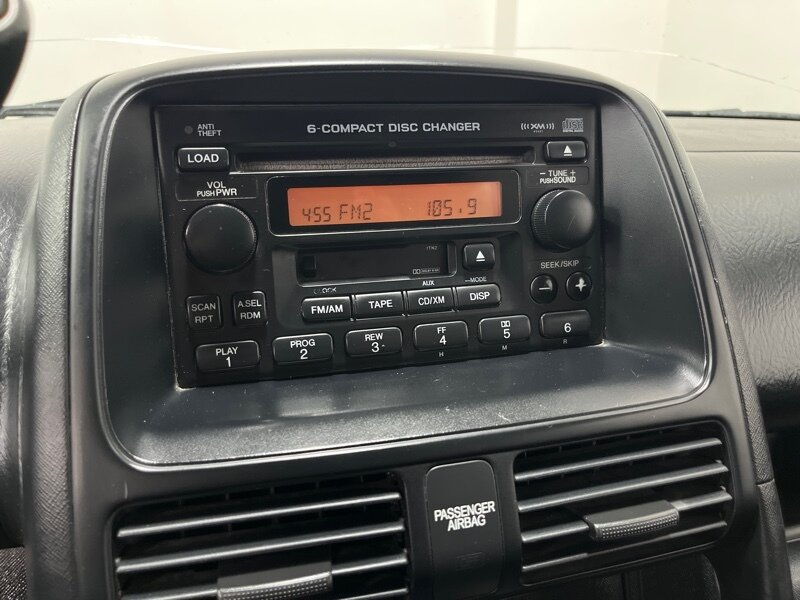 ANTI
THEFT
6-COMPACT DISC CHANGER
XM
LOAD
VOL
PUSH PWR
- TUNE +
PUSH SOUND
455 FM2 105.9
SEEK/SKIP
CLOCK
AUX
MODE
FM/AM TAPE CD/XM DISP
SCAN
RPT
A.SEL
RDM
- +
PLAY
1
PROG
2
REW
3
FF
4
5
6
H M R
PASSENGER
AIRBAG